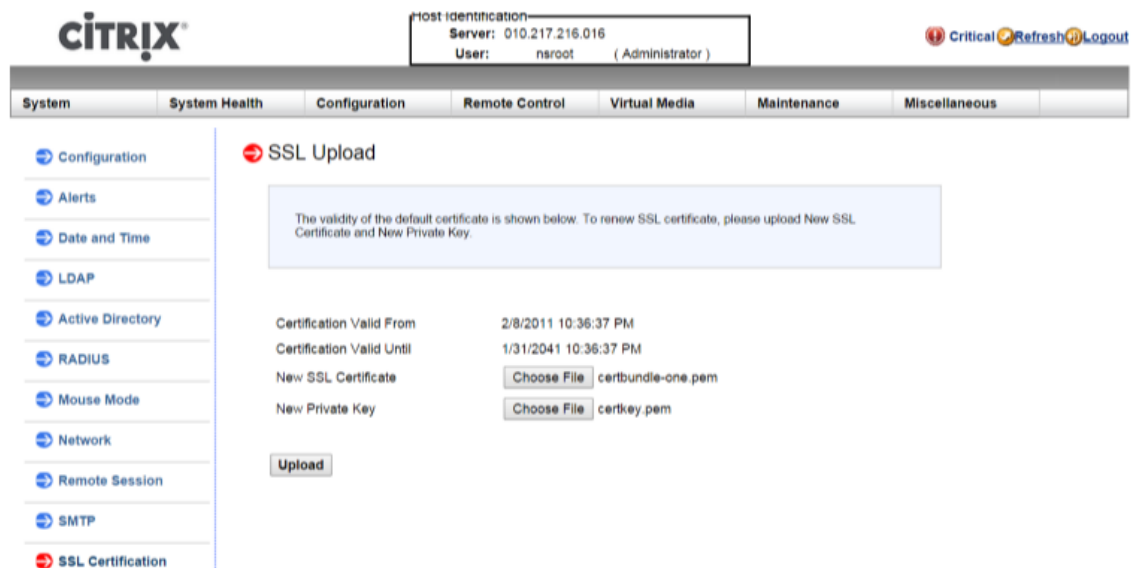 CITRIX
Host Identification
Server: 010.217.216.016
User: nsroot ( Administrator )
Critical Refresh Logout
System System Health Configuration Remote Control Virtual Media Maintenance Miscellaneous
Configuration
Alerts
Date and Time
LDAP
Active Directory
RADIUS
Mouse Mode
Network
Remote Session
SMTP
SSL Certification
SSL Upload
The validity of the default certificate is shown below. To renew SSL certificate, please upload New SSL
Certificate and New Private Key.
Certification Valid From 2/8/2011 10:36:37 PM
Certification Valid Until 1/31/2041 10:36:37 PM
New SSL Certificate Choose File certbundle-one.pem
New Private Key Choose File certkey.pem
Upload